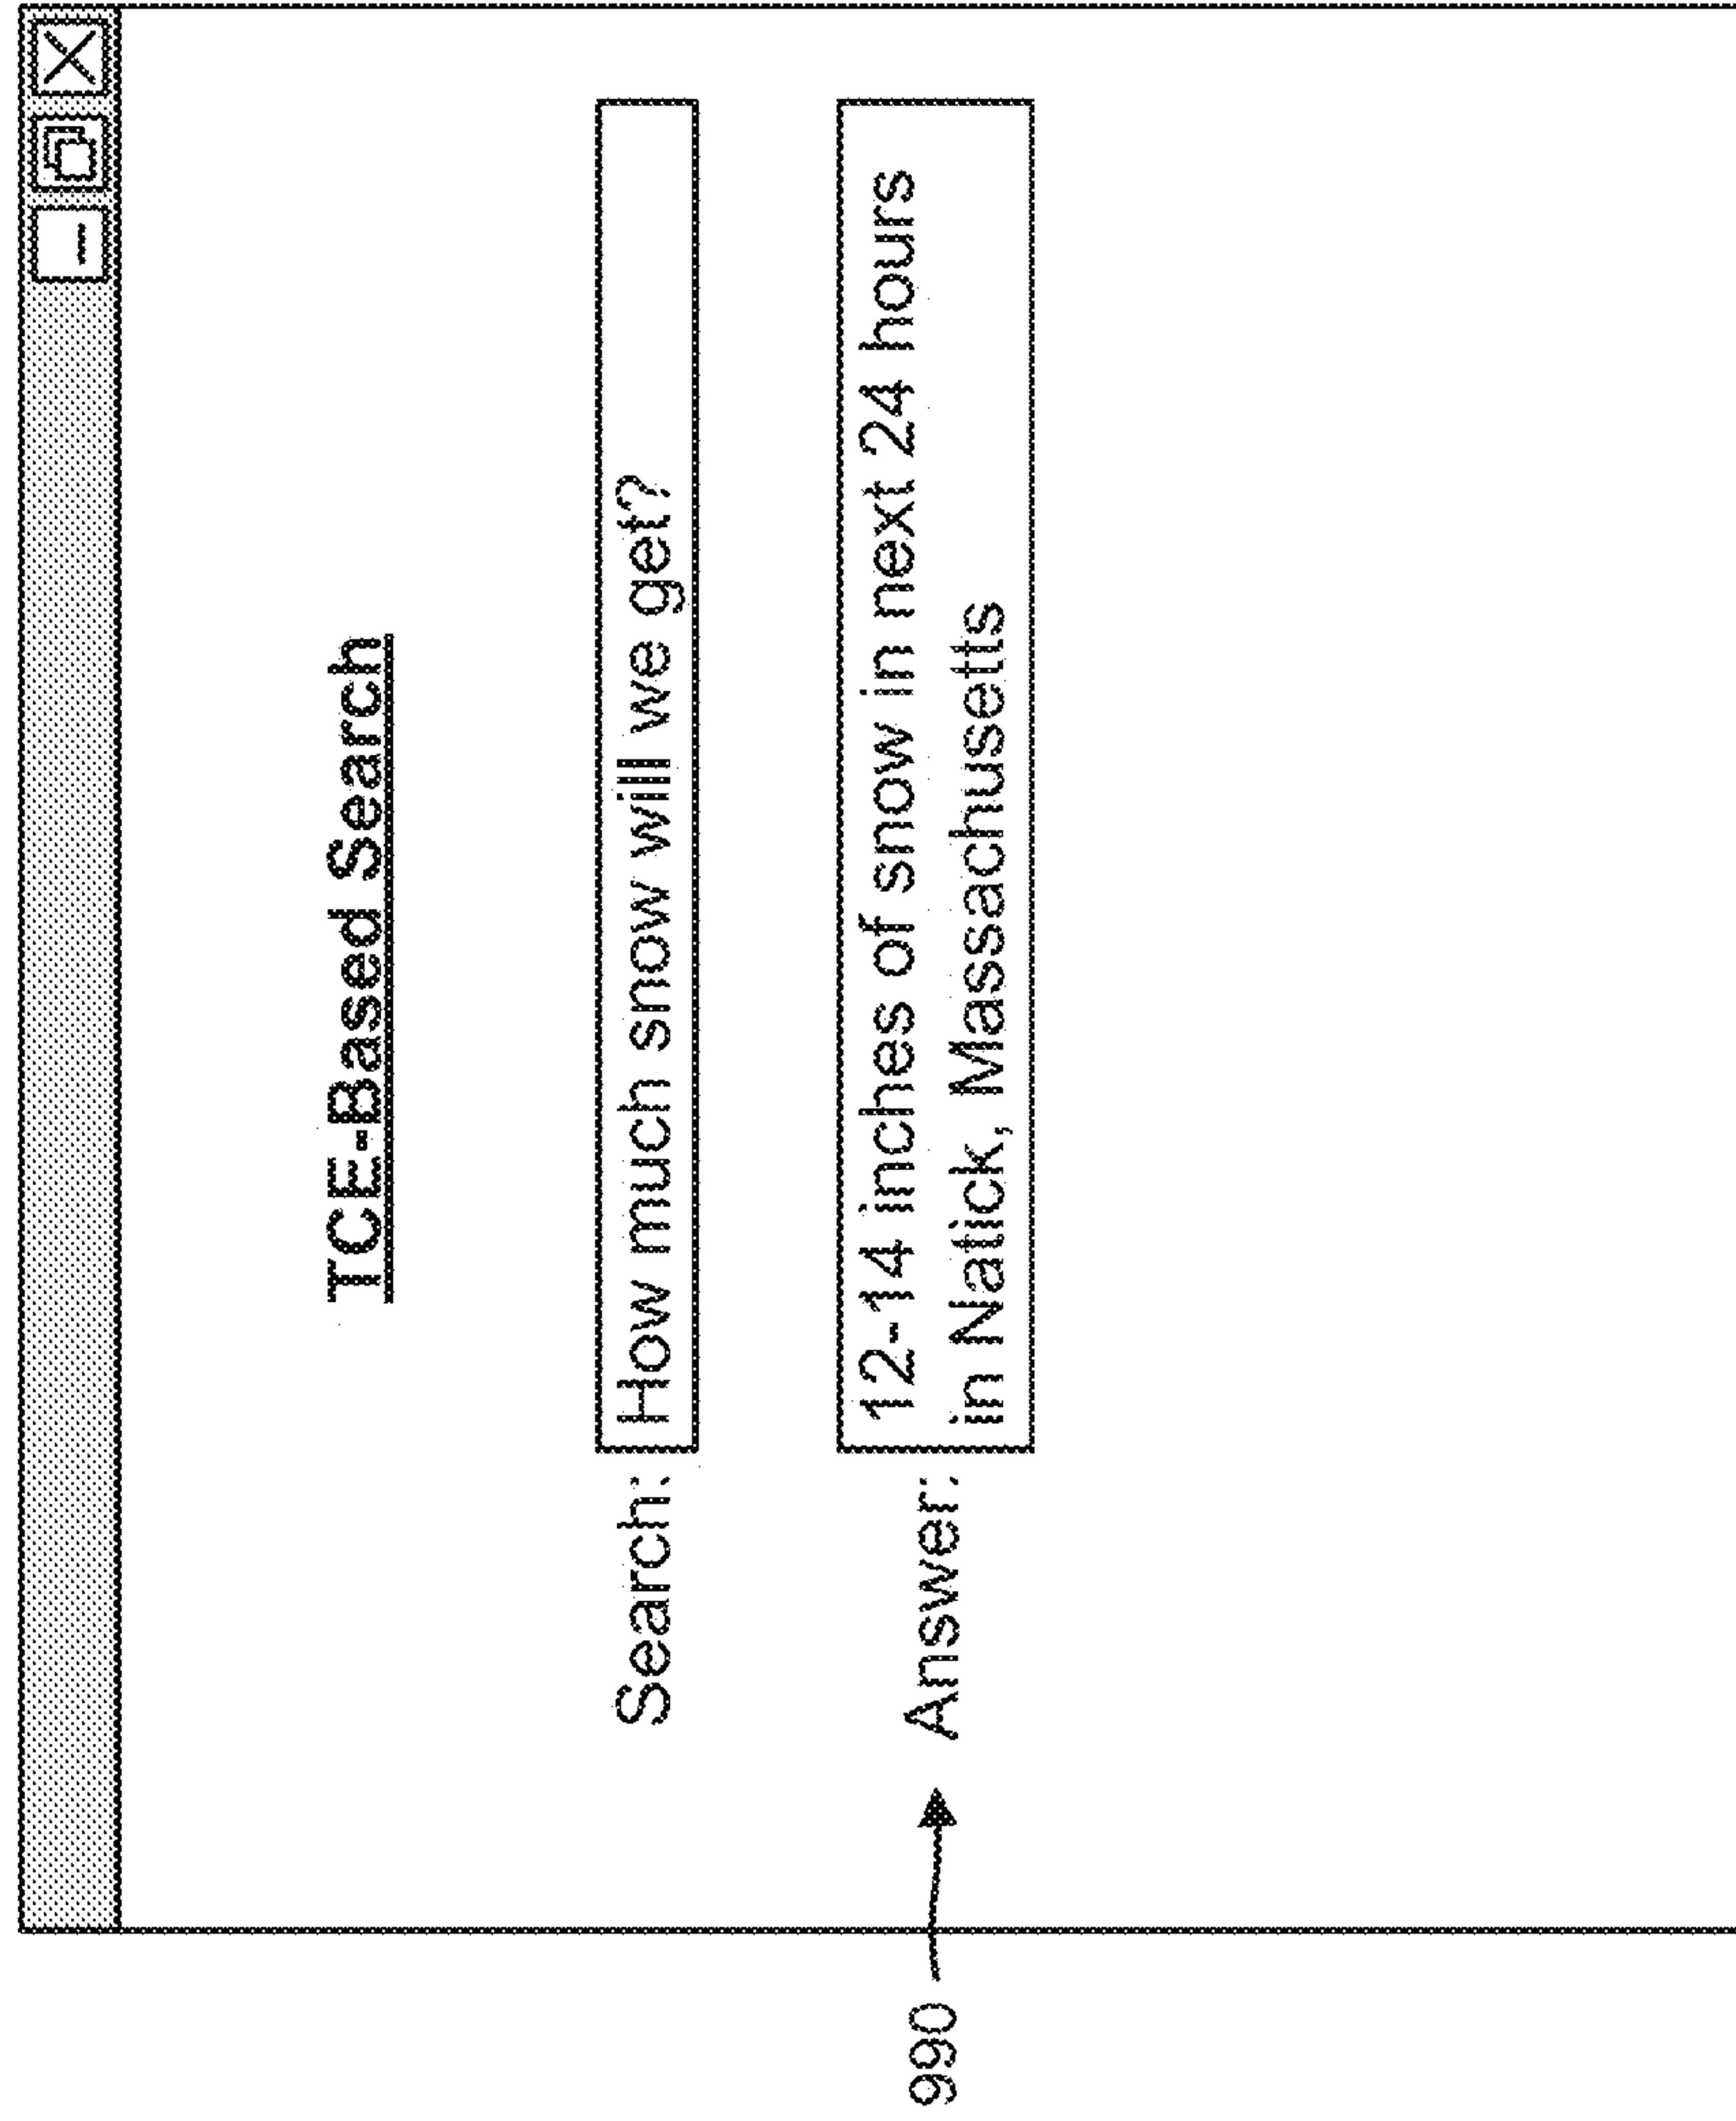 TCE-Based Search
Search: How much snow will we get?
Answer: 12-14 inches of snow in next 24 hours
in Natick, Massachusetts
990